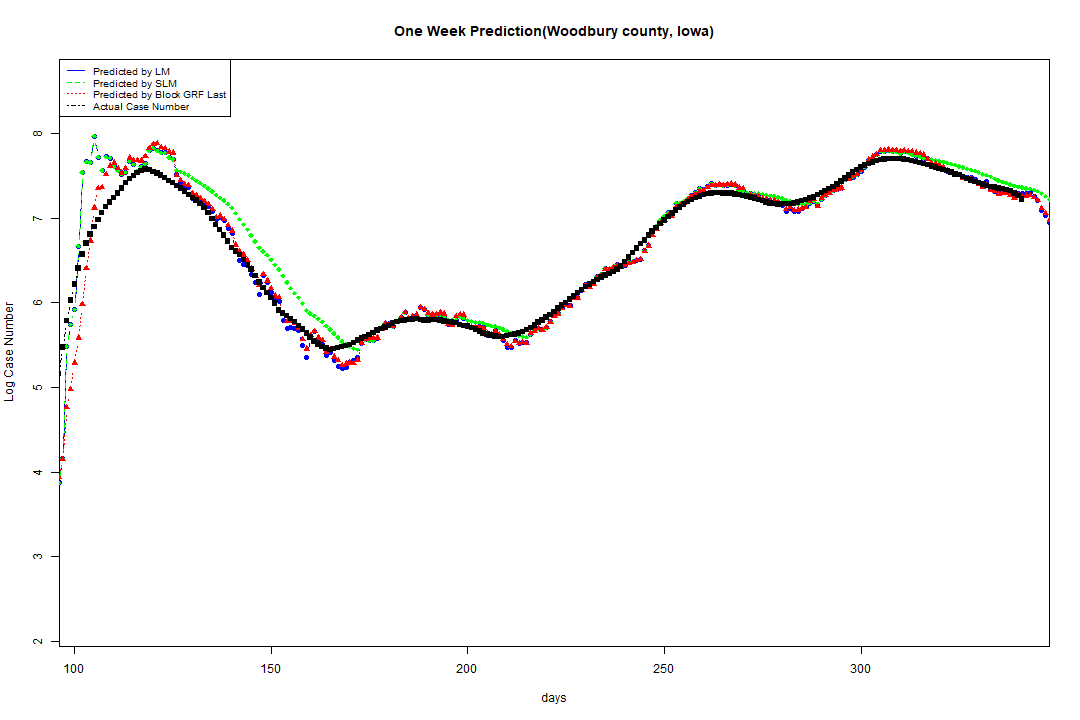 One Week Prediction(Woodbury county, Iowa)
Predicted by LM
Predicted by SLM
Predicted by Block GRF Last
Actual Case Number
Log Case Number
8
7
6
5
4
3
2
100 150 200 250 300
days